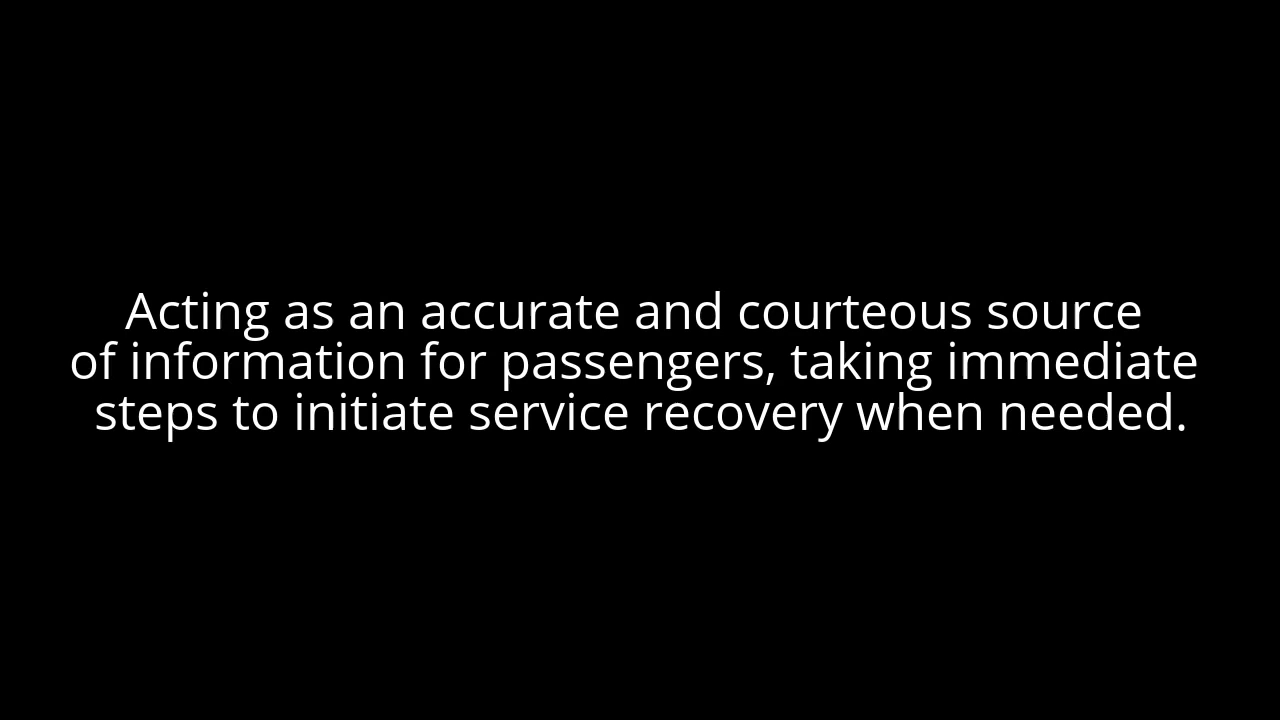 Acting as an accurate and courteous source
of information for passengers, taking immediate
steps to initiate service recovery when needed.